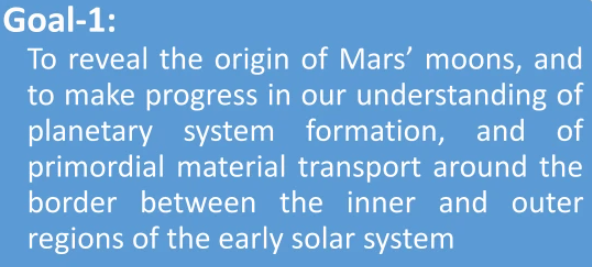 Goal-1:
To reveal the origin of Mars’ moons, and
to make progress in our understanding of
planetary system formation, and of
primordial material transport around the
border between the inner and outer
regions of the early solar system